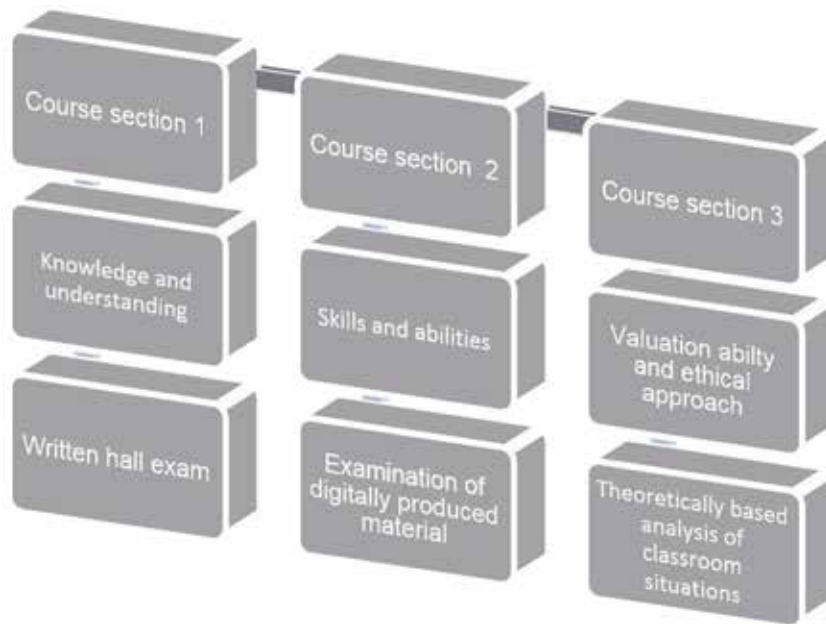 Course section 1
Knowledge and
understanding
Written hall exam
Course section 2
Skills and abilities
Examination of
digitally produced
material
Course section 3
Valuation abilty
and ethical
approach
Theoretically based
analysis of
classroom
situations